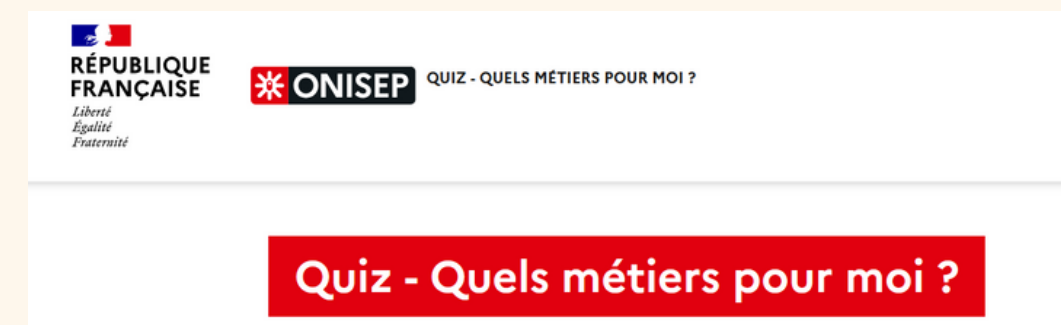 RÉPUBLIQUE
FRANÇAISE
Liberté
Égalité
Fraternité
ONISEP
QUIZ - QUELS MÉTIERS POUR MOI ?
Quiz - Quels métiers pour moi ?